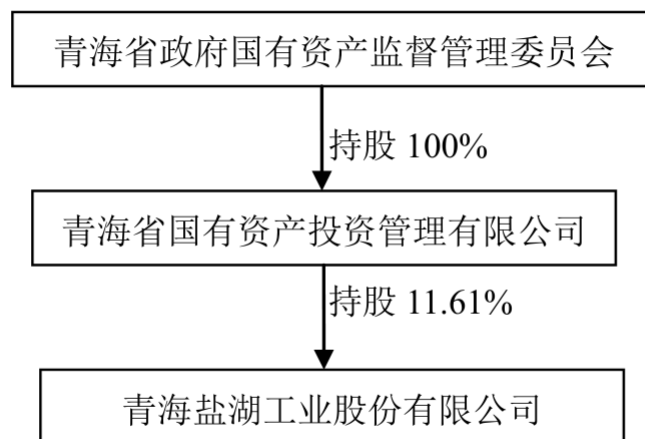 青海省政府国有资产监督管理委员会
持股 100%
青海省国有资产投资管理有限公司
持股 11.61%
青海盐湖工业股份有限公司